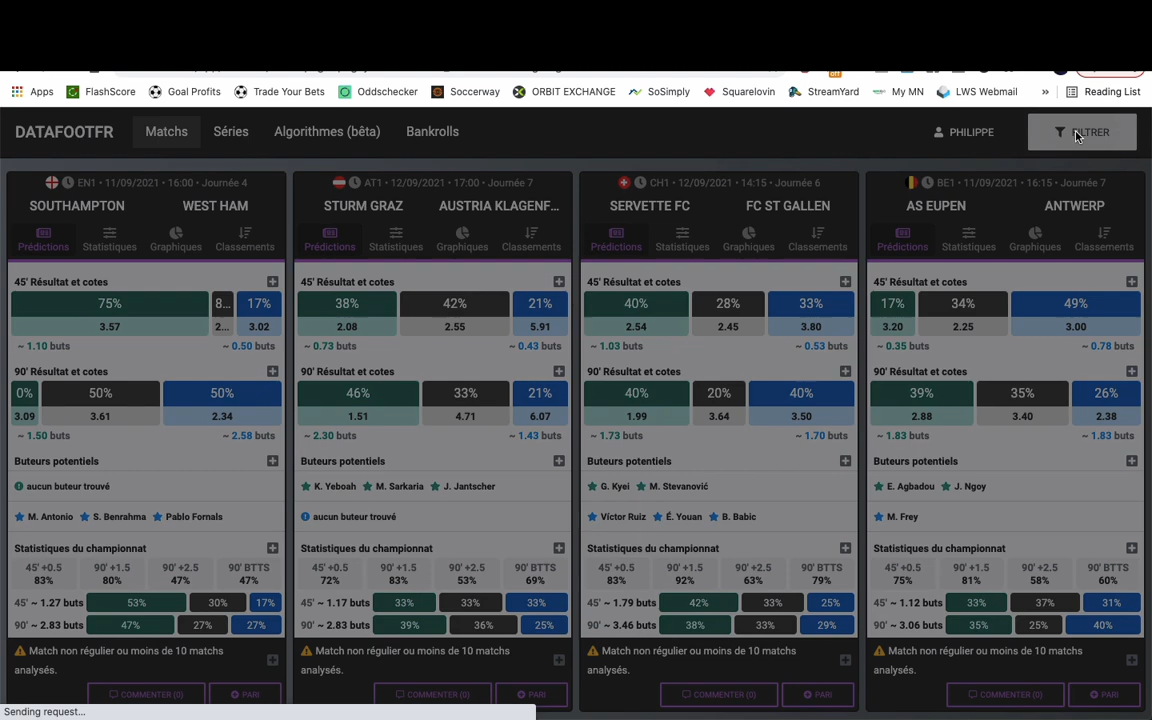 off
Apps FlashScore Goal Profits Trade Your Bets Oddschecker Soccerway ORBIT EXCHANGE SoSimply Squarelovin StreamYard My MN LWS Webmail » Reading List
DATAFOOTFR Matchs Séries Algorithmes (bêta) Bankrolls PHILIPPE FILTRER
EN1 • 11/09/2021 • 16:00 • Journée 4
SOUTHAMPTON WEST HAM
Prédictions Statistiques Graphiques Classements
45' Résultat et cotes
75% 8... 17%
3.57 2... 3.02
~ 1.10 buts ~ 0.50 buts
90' Résultat et cotes
0% 50% 50%
3.09 3.61 2.34
~ 1.50 buts ~ 2.58 buts
Buteurs potentiels
aucun buteur trouvé
M. Antonio S. Benrahma Pablo Fornals
Statistiques du championnat
45' +0.5 90' +1.5 90' +2.5 90' BTTS
83% 80% 47% 47%
45' ~ 1.27 buts 53% 30% 17%
90' ~ 2.83 buts 47% 27% 27%
Match non régulier ou moins de 10 matchs
analysés.
COMMENTER (0) PARI
AT1 • 12/09/2021 • 17:00 • Journée 7
STURM GRAZ AUSTRIA KLAGENF...
Prédictions Statistiques Graphiques Classements
45' Résultat et cotes
38% 42% 21%
2.08 2.55 5.91
~ 0.73 buts ~ 0.43 buts
90' Résultat et cotes
46% 33% 21%
1.51 4.71 6.07
~ 2.30 buts ~ 1.43 buts
Buteurs potentiels
K. Yeboah M. Sarkaria J. Jantscher
aucun buteur trouvé
Statistiques du championnat
45' +0.5 90' +1.5 90' +2.5 90' BTTS
72% 83% 53% 69%
45' ~ 1.17 buts 33% 33% 33%
90' ~ 2.83 buts 39% 36% 25%
Match non régulier ou moins de 10 matchs
analysés.
COMMENTER (0) PARI
CH1 • 12/09/2021 • 14:15 • Journée 6
SERVETTE FC FC ST GALLEN
Prédictions Statistiques Graphiques Classements
45' Résultat et cotes
40% 28% 33%
2.54 2.45 3.80
~ 1.03 buts ~ 0.53 buts
90' Résultat et cotes
40% 20% 40%
1.99 3.64 3.50
~ 1.73 buts ~ 1.70 buts
Buteurs potentiels
G. Kyei M. Stevanović
Víctor Ruiz É. Youan B. Babic
Statistiques du championnat
45' +0.5 90' +1.5 90' +2.5 90' BTTS
83% 92% 63% 79%
45' ~ 1.79 buts 42% 33% 25%
90' ~ 3.46 buts 38% 33% 29%
Match non régulier ou moins de 10 matchs
analysés.
COMMENTER (0) PARI
BE1 • 11/09/2021 • 16:15 • Journée 7
AS EUPEN ANTWERP
Prédictions Statistiques Graphiques Classements
45' Résultat et cotes
17% 34% 49%
3.20 2.25 3.00
~ 0.35 buts ~ 0.78 buts
90' Résultat et cotes
39% 35% 26%
2.88 3.40 2.38
~ 1.83 buts ~ 1.83 buts
Buteurs potentiels
E. Agbadou J. Ngoy
M. Frey
Statistiques du championnat
45' +0.5 90' +1.5 90' +2.5 90' BTTS
75% 81% 58% 60%
45' ~ 1.12 buts 33% 37% 31%
90' ~ 3.06 buts 35% 25% 40%
Match non régulier ou moins de 10 matchs
analysés.
COMMENTER (0) PARI
Sending request...